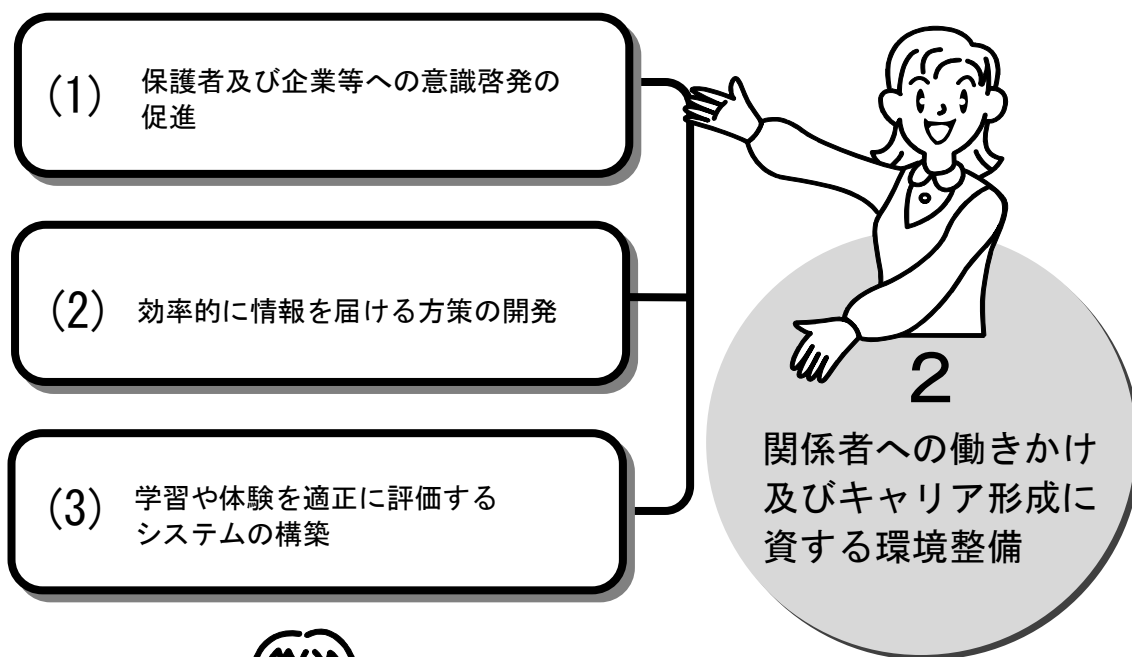 (1) 保護者及び企業等への意識啓発の
促進
(2) 効率的に情報を届ける方策の開発
(3) 学習や体験を適正に評価する
システムの構築
2
関係者への働きかけ
及びキャリア形成に
資する環境整備